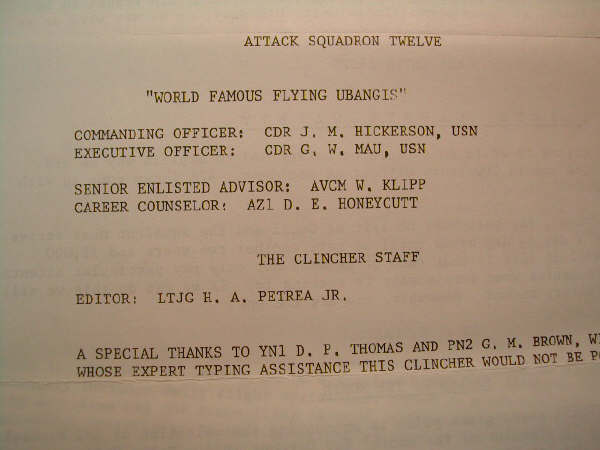 ATTACK SQUADRON TWELVE
"WORLD FAMOUS FLYING UBANGIS"
COMMANDING OFFICER: CDR J. M. HICKERSON, USN
EXECUTIVE OFFICER: CDR G. W. MAU, USN
SENIOR ENLISTED ADVISOR: AVCM W. KLIPP
CAREER COUNSELOR: AZ1 D. E. HONEYCUTT
THE CLINCHER STAFF
EDITOR: LTJG H. A. PETREA JR.
A SPECIAL THANKS TO YN1 D. P. THOMAS AND PN2 G. M. BROWN,
WHOSE EXPERT TYPING ASSISTANCE THIS CLINCHER WOULD NOT BE